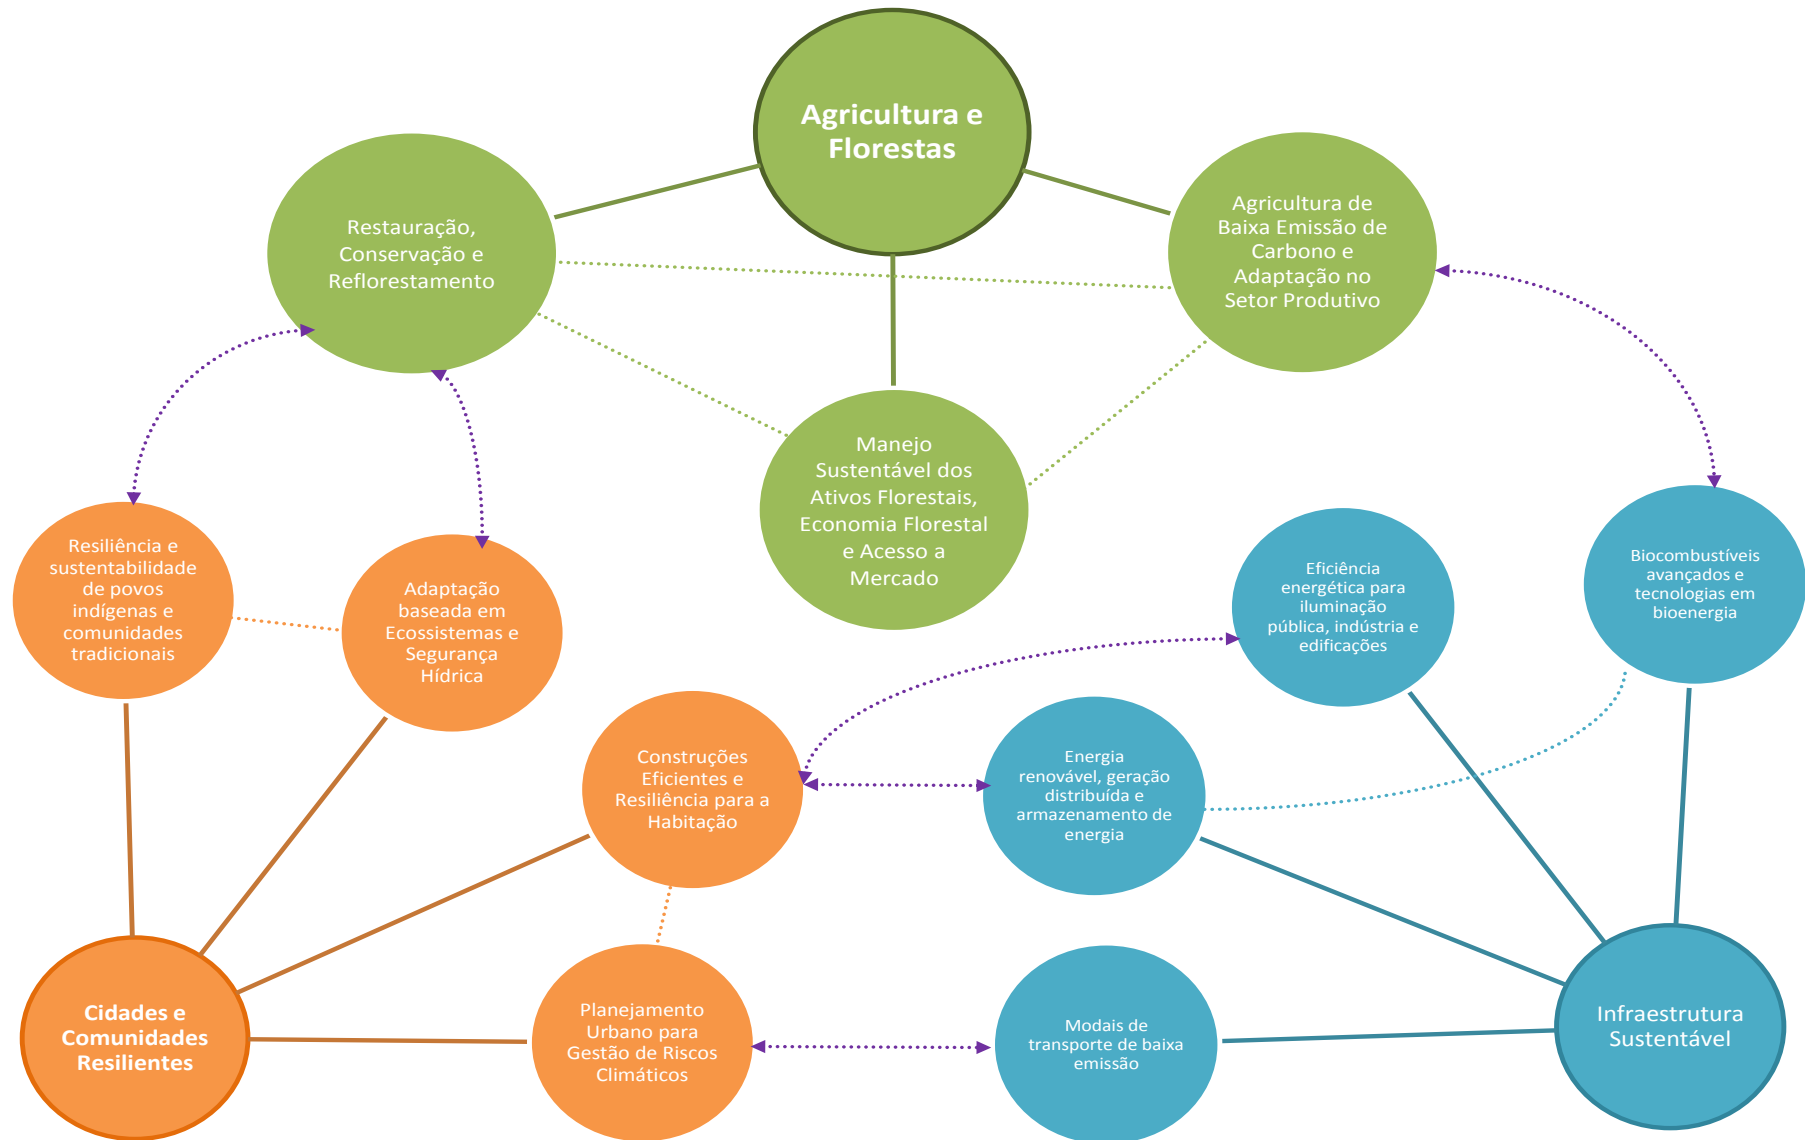 Agricultura e
Florestas
Restauração,
Conservação e
Reflorestamento
Agricultura de
Baixa Emissão de
Carbono e
Adaptação no
Setor Produtivo
Manejo
Sustentável dos
Ativos Florestais,
Economia Florestal
e Acesso a
Mercado
Resiliência e
sustentabilidade
de povos
indígenas e
comunidades
tradicionais
Adaptação
baseada em
Ecossistemas e
Segurança
Hídrica
Eficiência
energética para
iluminação
pública, indústria e
edificações
Biocombustíveis
avançados e
tecnologias em
bioenergia
Construções
Eficientes e
Resiliência para a
Habitação
Energia
renovável, geração
distribuída e
armazenamento de
energia
Cidades e
Comunidades
Resilientes
Planejamento
Urbano para
Gestão de Riscos
Climáticos
Modais de
transporte de baixa
emissão
Infraestrutura
Sustentável